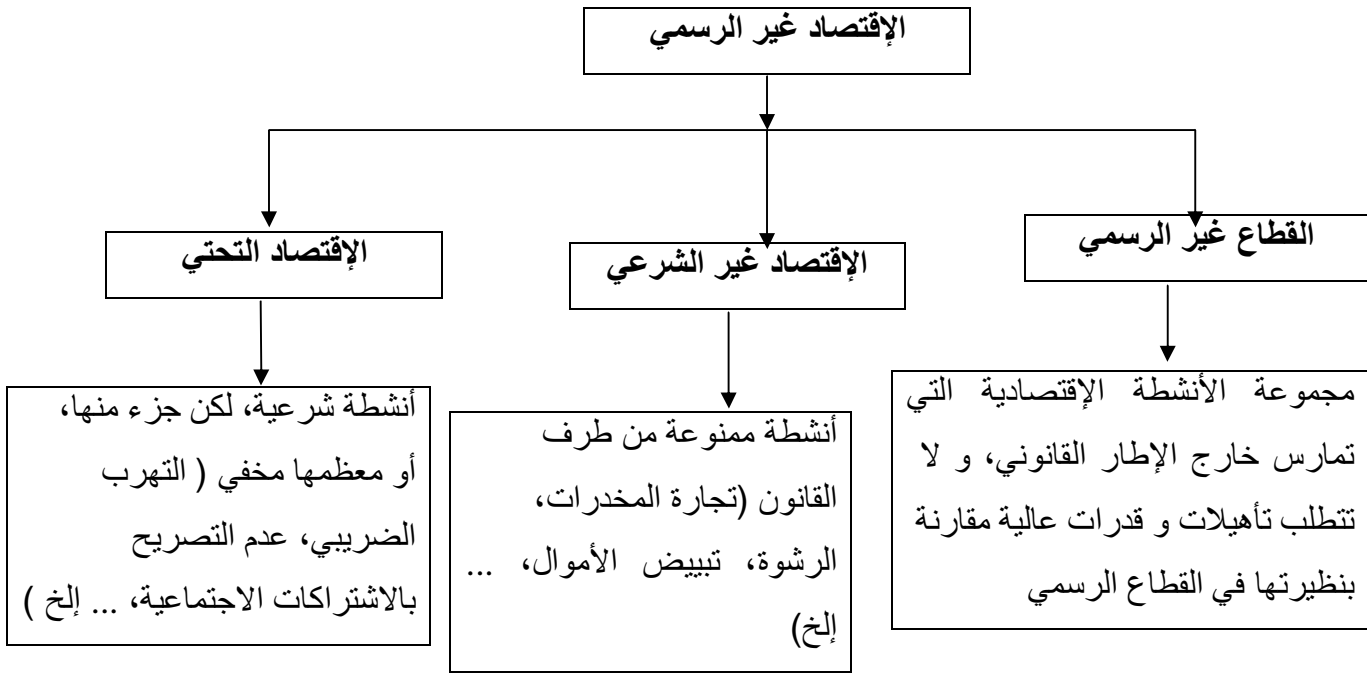 الإقتصاد غير الرسمي
القطاع غير الرسمي
الإقتصاد غير الشرعي
الإقتصاد التحتي
مجموعة الأنشطة الإقتصادية التي
تمارس خارج الإطار القانوني، و لا
تتطلب تأهيلات و قدرات عالية مقارنة
بنظيرتها في القطاع الرسمي
أنشطة ممنوعة من طرف
القانون (تجارة المخدرات،
الرشوة، تبييض الأموال، ...
إلخ)
أنشطة شرعية، لكن جزء منها،
أو معظمها مخفي ( التهرب
الضريبي، عدم التصريح
بالاشتراكات الاجتماعية، ... إلخ )